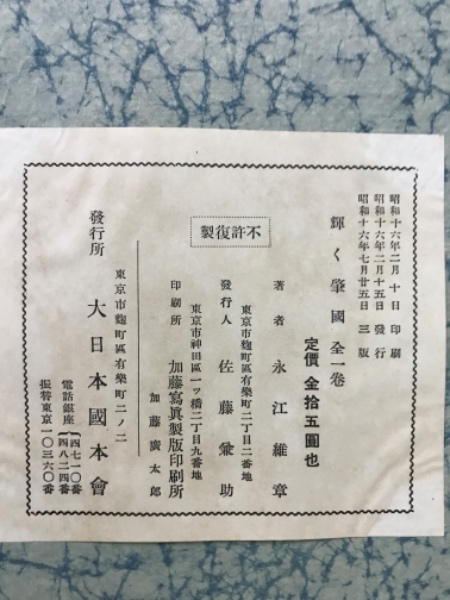 昭和十六年二月十日印刷
昭和十六年二月十五日發行
昭和十六年七月廿五日三版
輝く肇國全一卷
定價金拾五圓也
不許復製
著者永江維章
東京市麴町區有樂町二丁目二番地
發行人佐藤彙助
東京市神田區一ツ橋二丁目九番地
印刷所加藤寫眞製版印刷所
加藤廣太郎
東京市麴町區有樂町二ノ二
發行所大日本國本會
電話銀座〔四七一〇番
四八二四番
振替東京一〇三六〇番